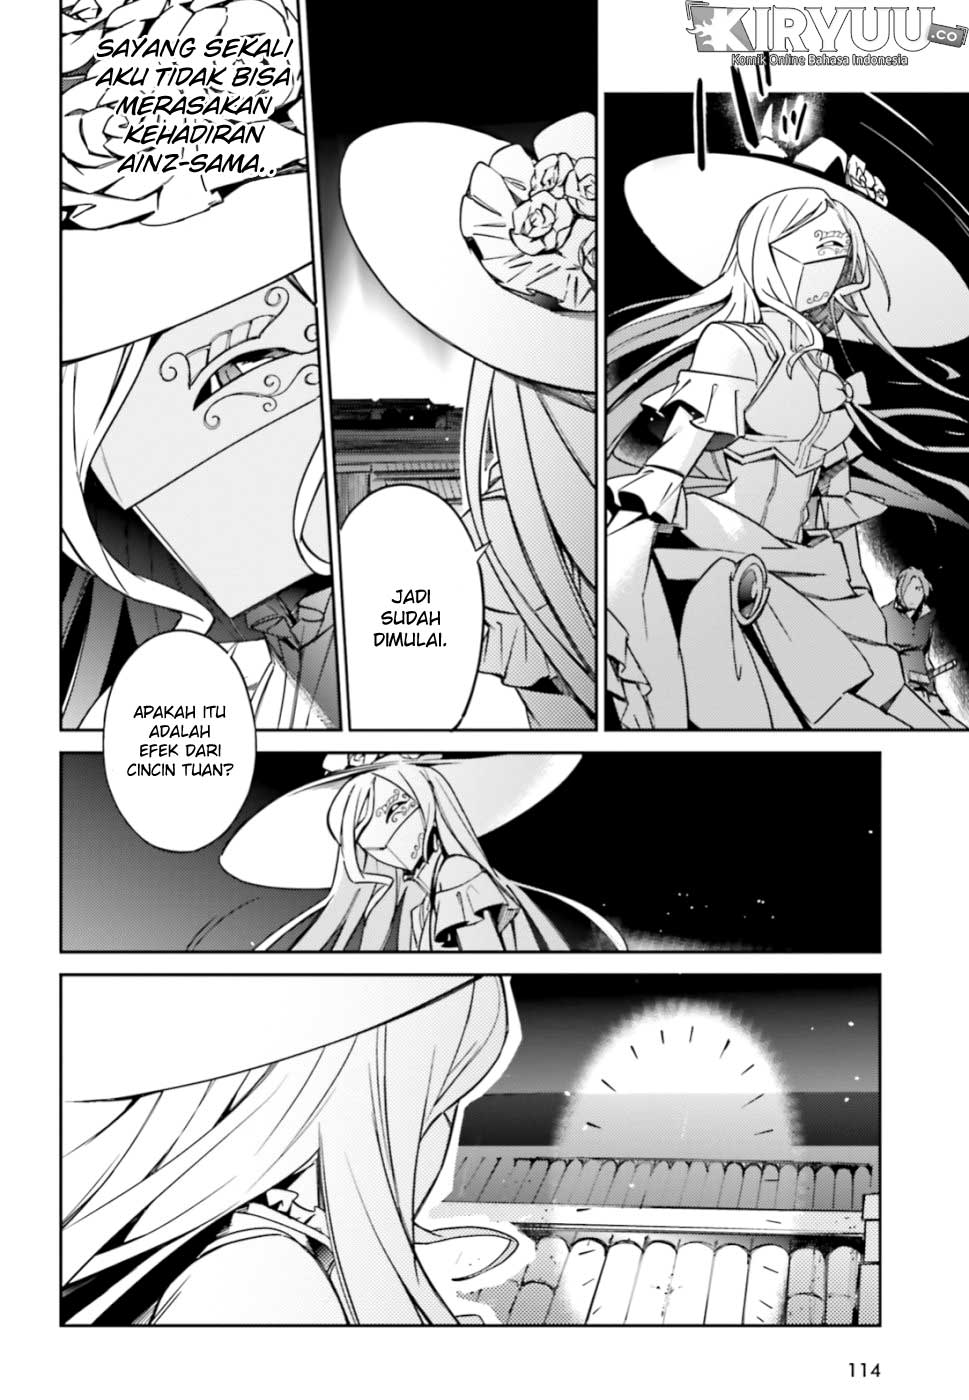 KIRYUU.CO
Komik Online Bahasa Indonesia
JADI
SUDAH
DIMULAI.
SAYANG SEKALI
AKU TIDAK BISA
MERASAKAN
KEHADIRAN
AINZ-SAMA..
APAKAH ITU
ADALAH
EFEK DARI
CINCIN TUAN?
114